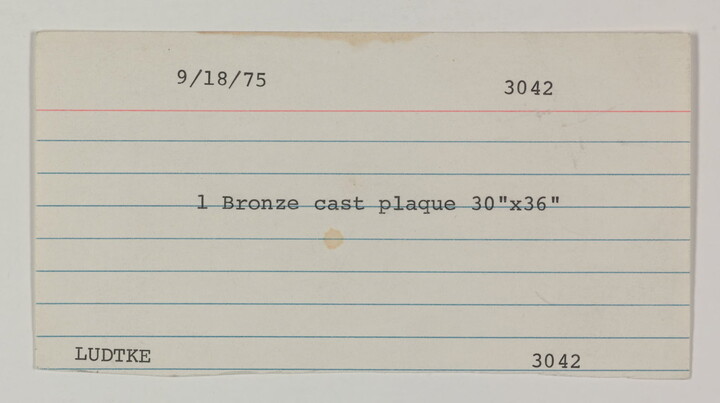 9/18/75 3042
1 Bronze cast plaque 30"x36"
LUDTKE 3042